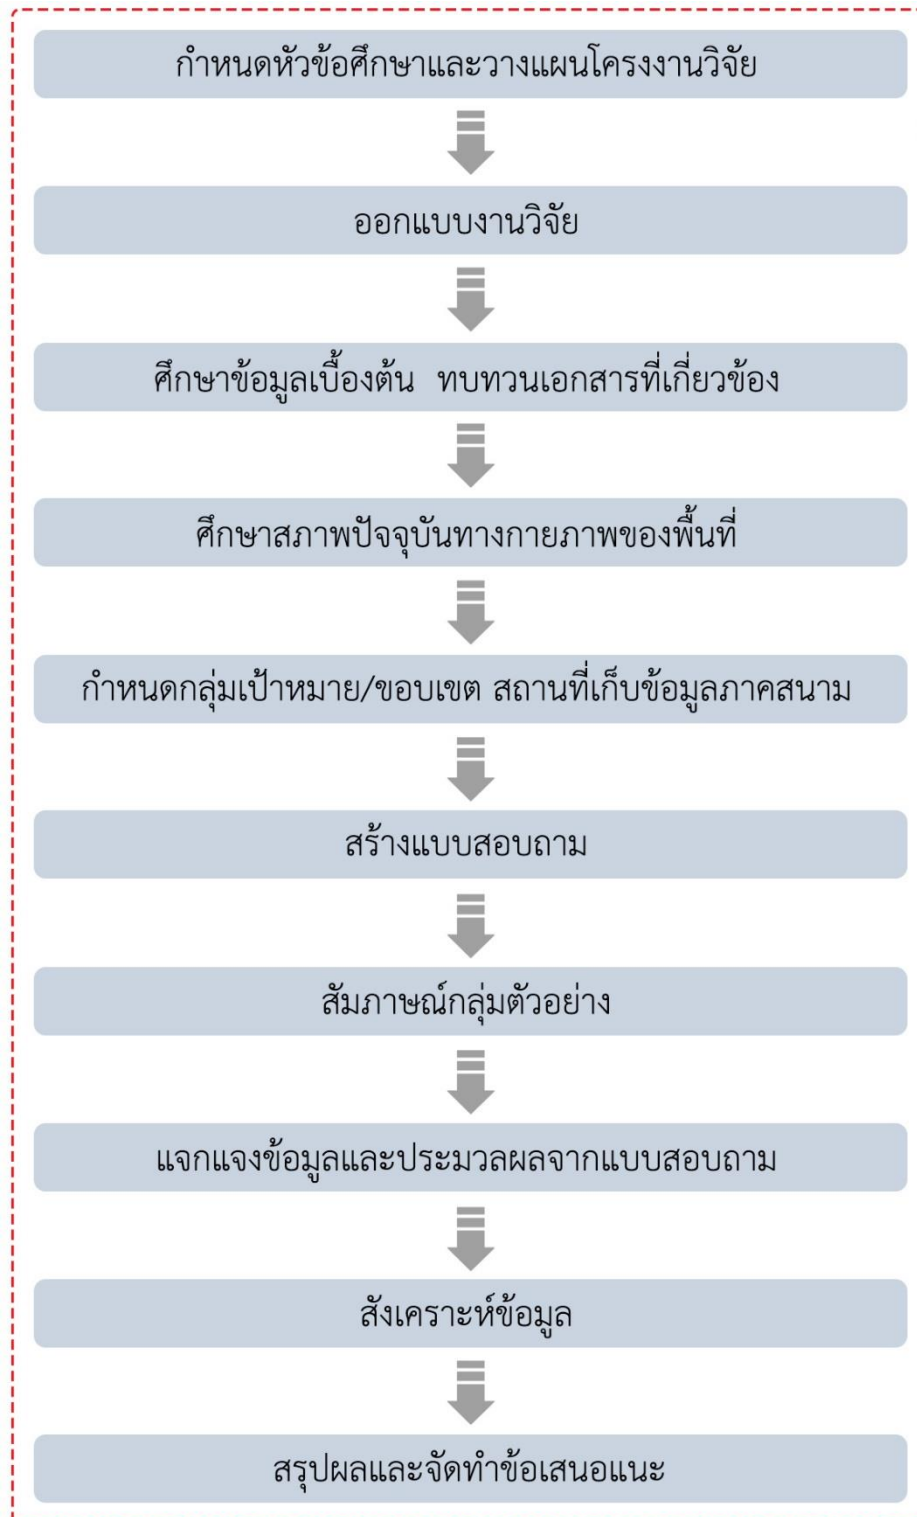 กำหนดหัวข้อศึกษาและวางแผนโครงงานวิจัย
ออกแบบงานวิจัย
ศึกษาข้อมูลเบื้องต้น ทบทวนเอกสารที่เกี่ยวข้อง
ศึกษาสภาพปัจจุบันทางกายภาพของพื้นที่
กำหนดกลุ่มเป้าหมาย/ขอบเขต สถานที่เก็บข้อมูลภาคสนาม
สร้างแบบสอบถาม
สัมภาษณ์กลุ่มตัวอย่าง
แจกแจงข้อมูลและประมวลผลจากแบบสอบถาม
สังเคราะห์ข้อมูล
สรุปผลและจัดทำข้อเสนอแนะ